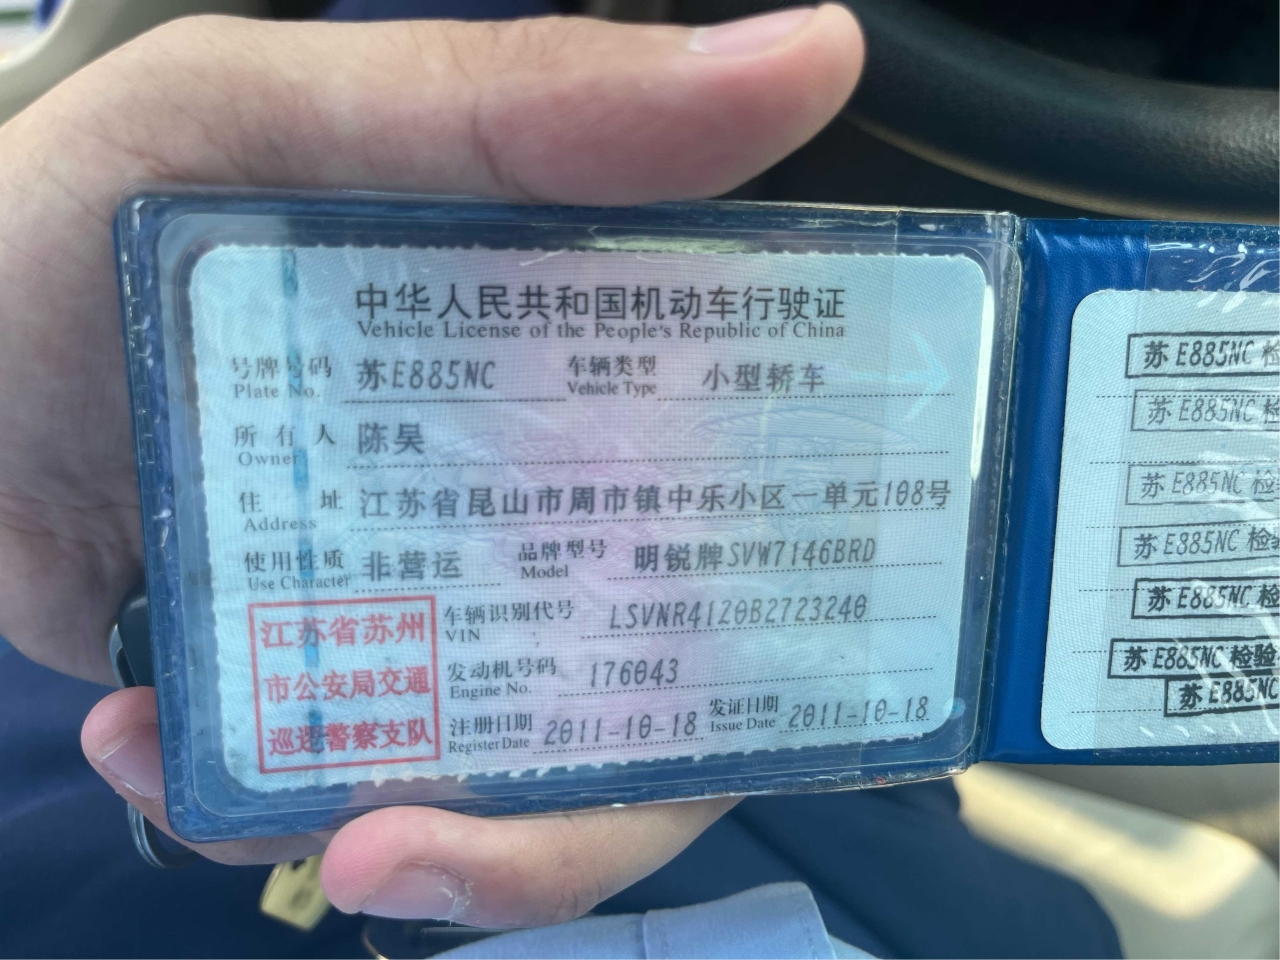 中华人民共和国机动车行驶证
Vehicle License of the People's Republic of China
号牌号码 苏E885NC 车辆类型 小型轿车
Plate No. Vehicle Type
所有人 陈昊
Owner
住址 江苏省昆山市周市镇中乐小区一单元108号
Address
使用性质 非营运 品牌型号 明锐牌SVW7146BRD
Use Character Model
车辆识别代号 LSVNR4120B2723240
VIN
发动机号码 176043
Engine No.
注册日期 2011-10-18 发证日期 2011-10-18
Register Date Issue Date
江苏省苏州
市公安局交通
巡逻警察支队
苏E885NC 检
苏E885NC 检
苏E885NC 检
苏E885NC 检验
苏E885NC 检
苏E885NC 检验
苏E885NC